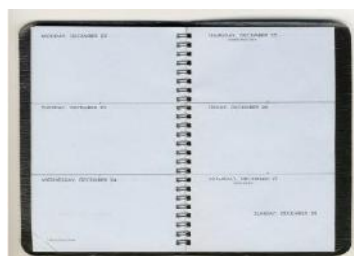 MONDAY, DECEMBER 22
TUESDAY, DECEMBER 23
WEDNESDAY, DECEMBER 24
THURSDAY, DECEMBER 25
FRIDAY, DECEMBER 26
SATURDAY, DECEMBER 27
SUNDAY, DECEMBER 28